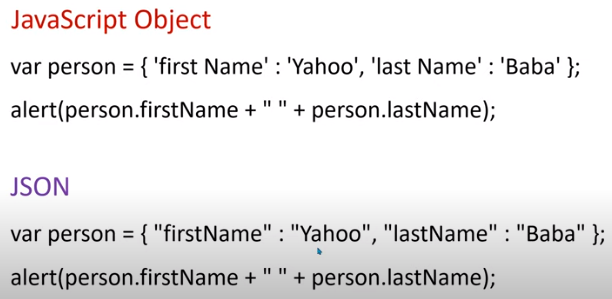 JavaScript Object
var person = { 'first Name' : 'Yahoo', 'last Name' : 'Baba' };
alert(person.firstName + " " + person.lastName);
JSON
var person = { "firstName" : "Yahoo", "lastName" : "Baba" };
alert(person.firstName + " " + person.lastName);